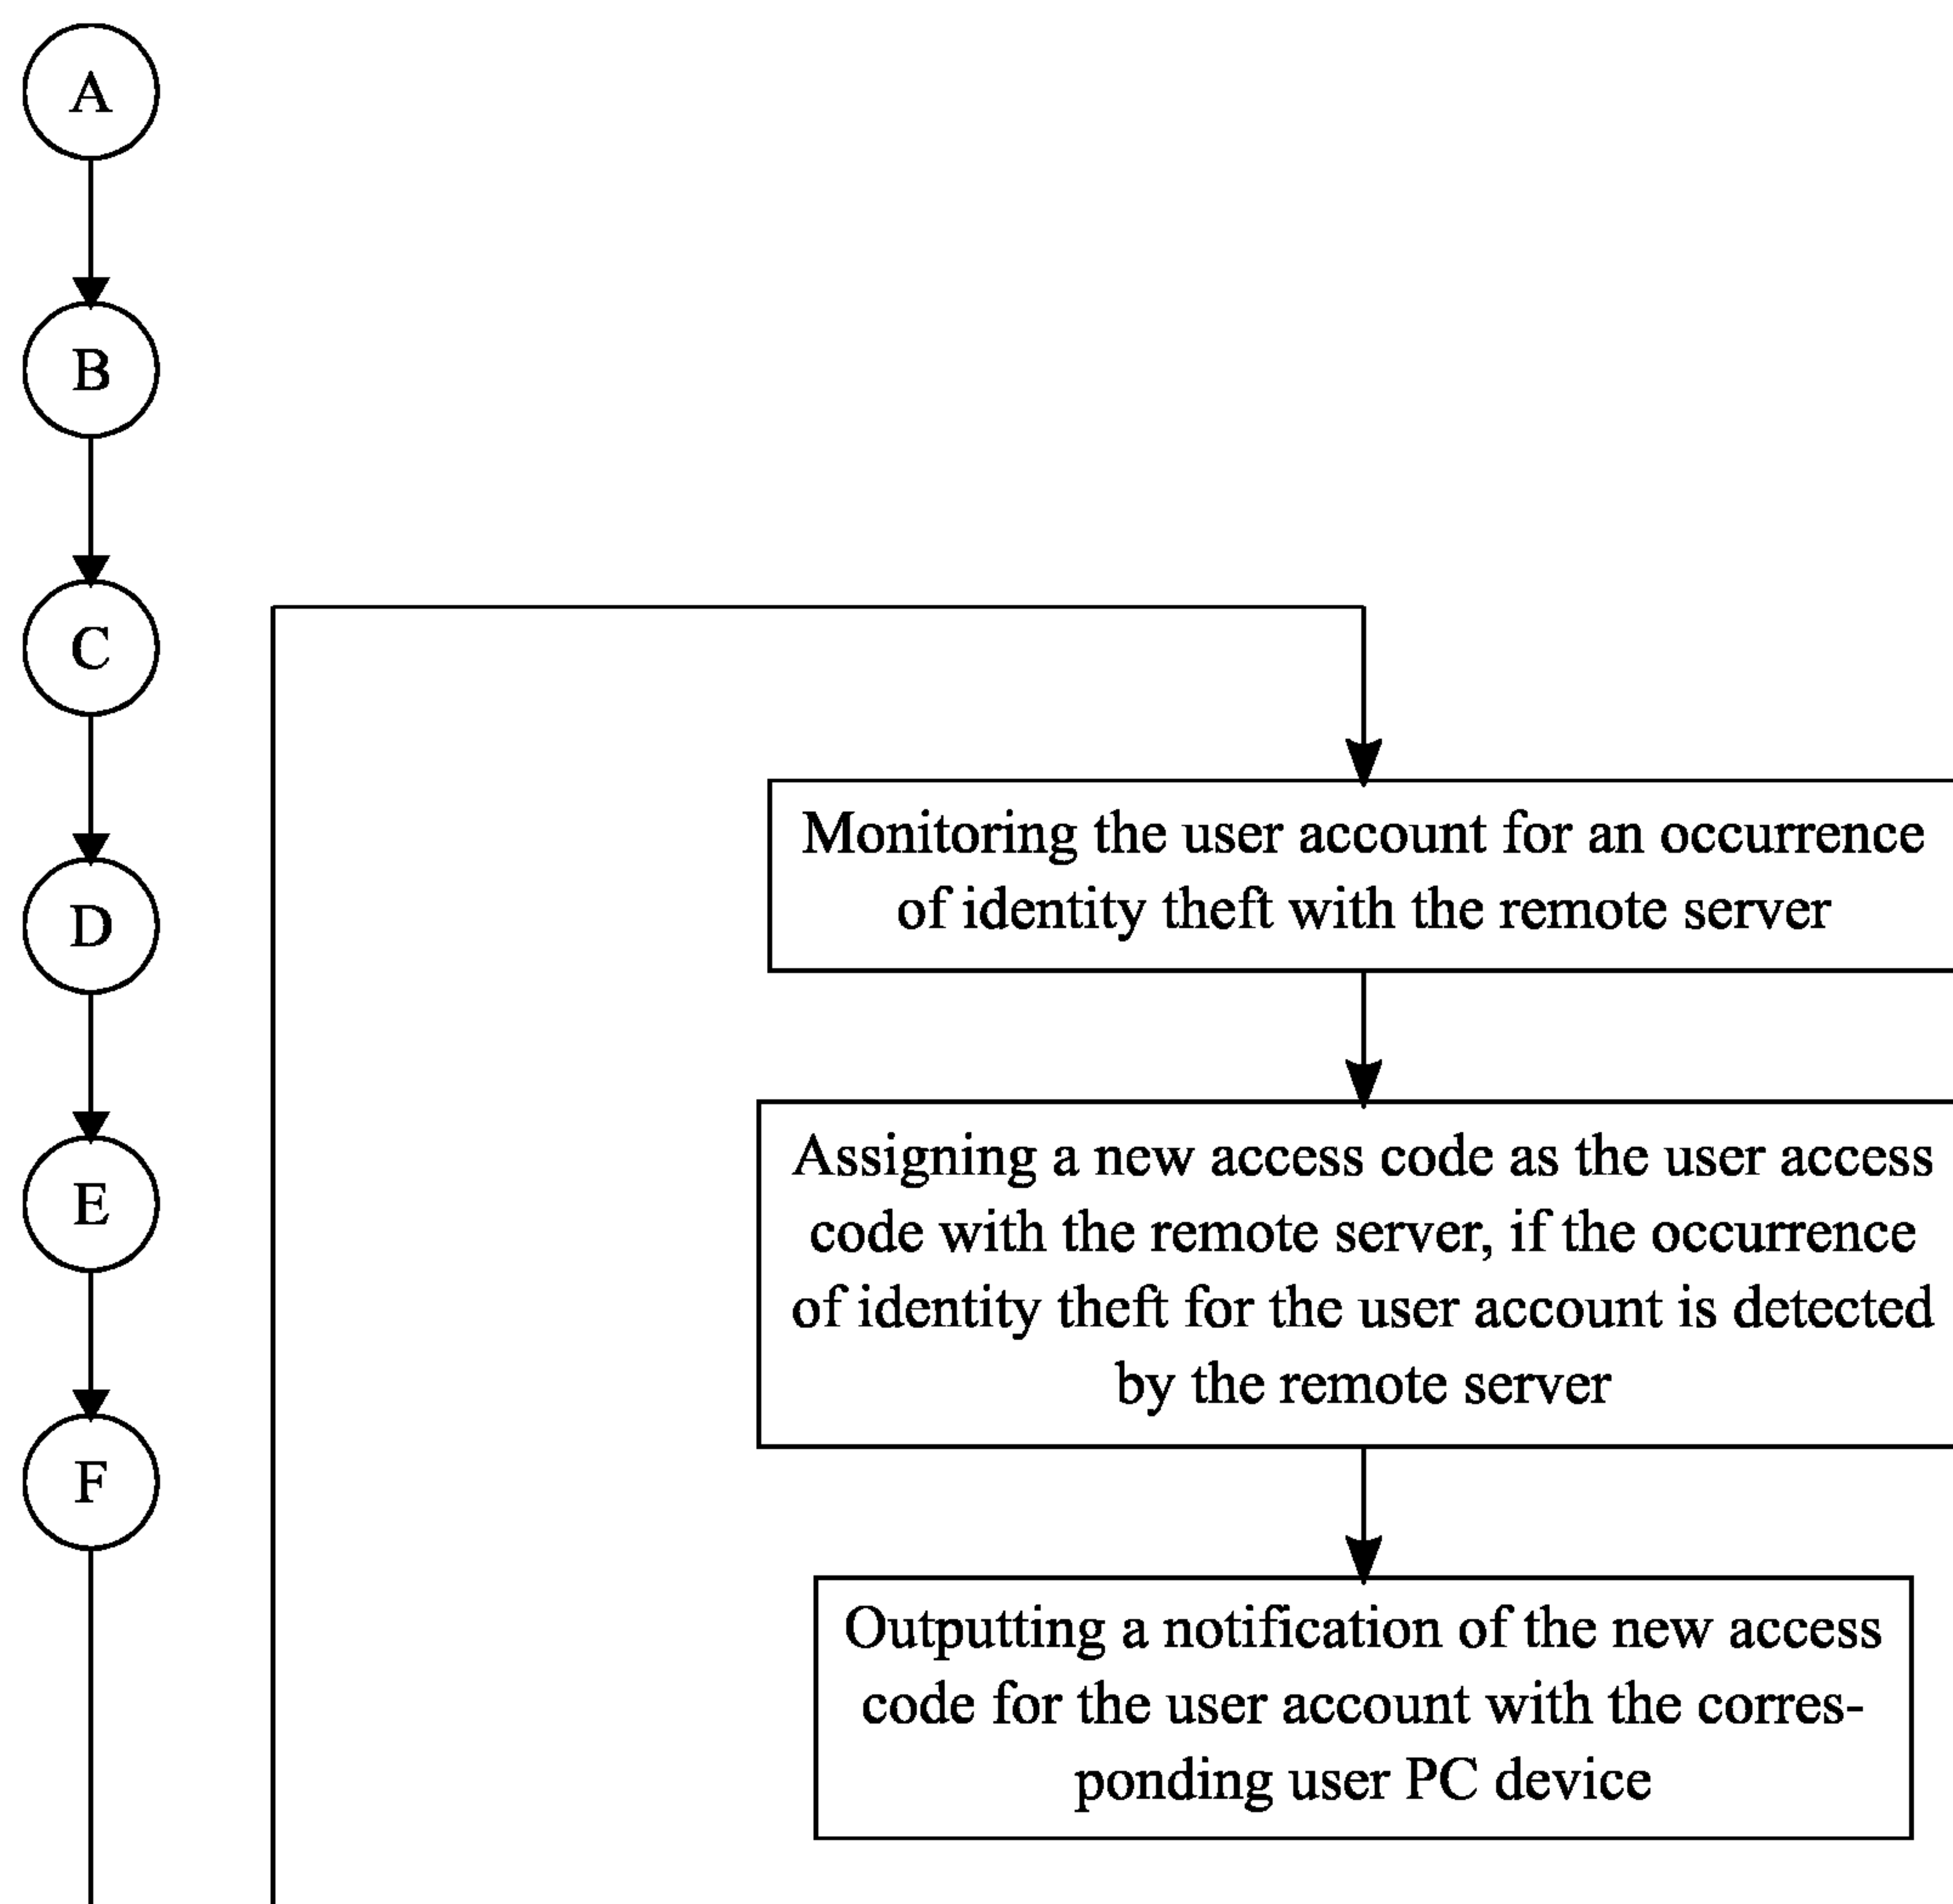 A
B
C
D
E
F
Monitoring the user account for an occurrence
of identity theft with the remote server
Assigning a new access code as the user access
code with the remote server, if the occurrence
of identity theft for the user account is detected
by the remote server
Outputting a notification of the new access
code for the user account with the corres-
ponding user PC device